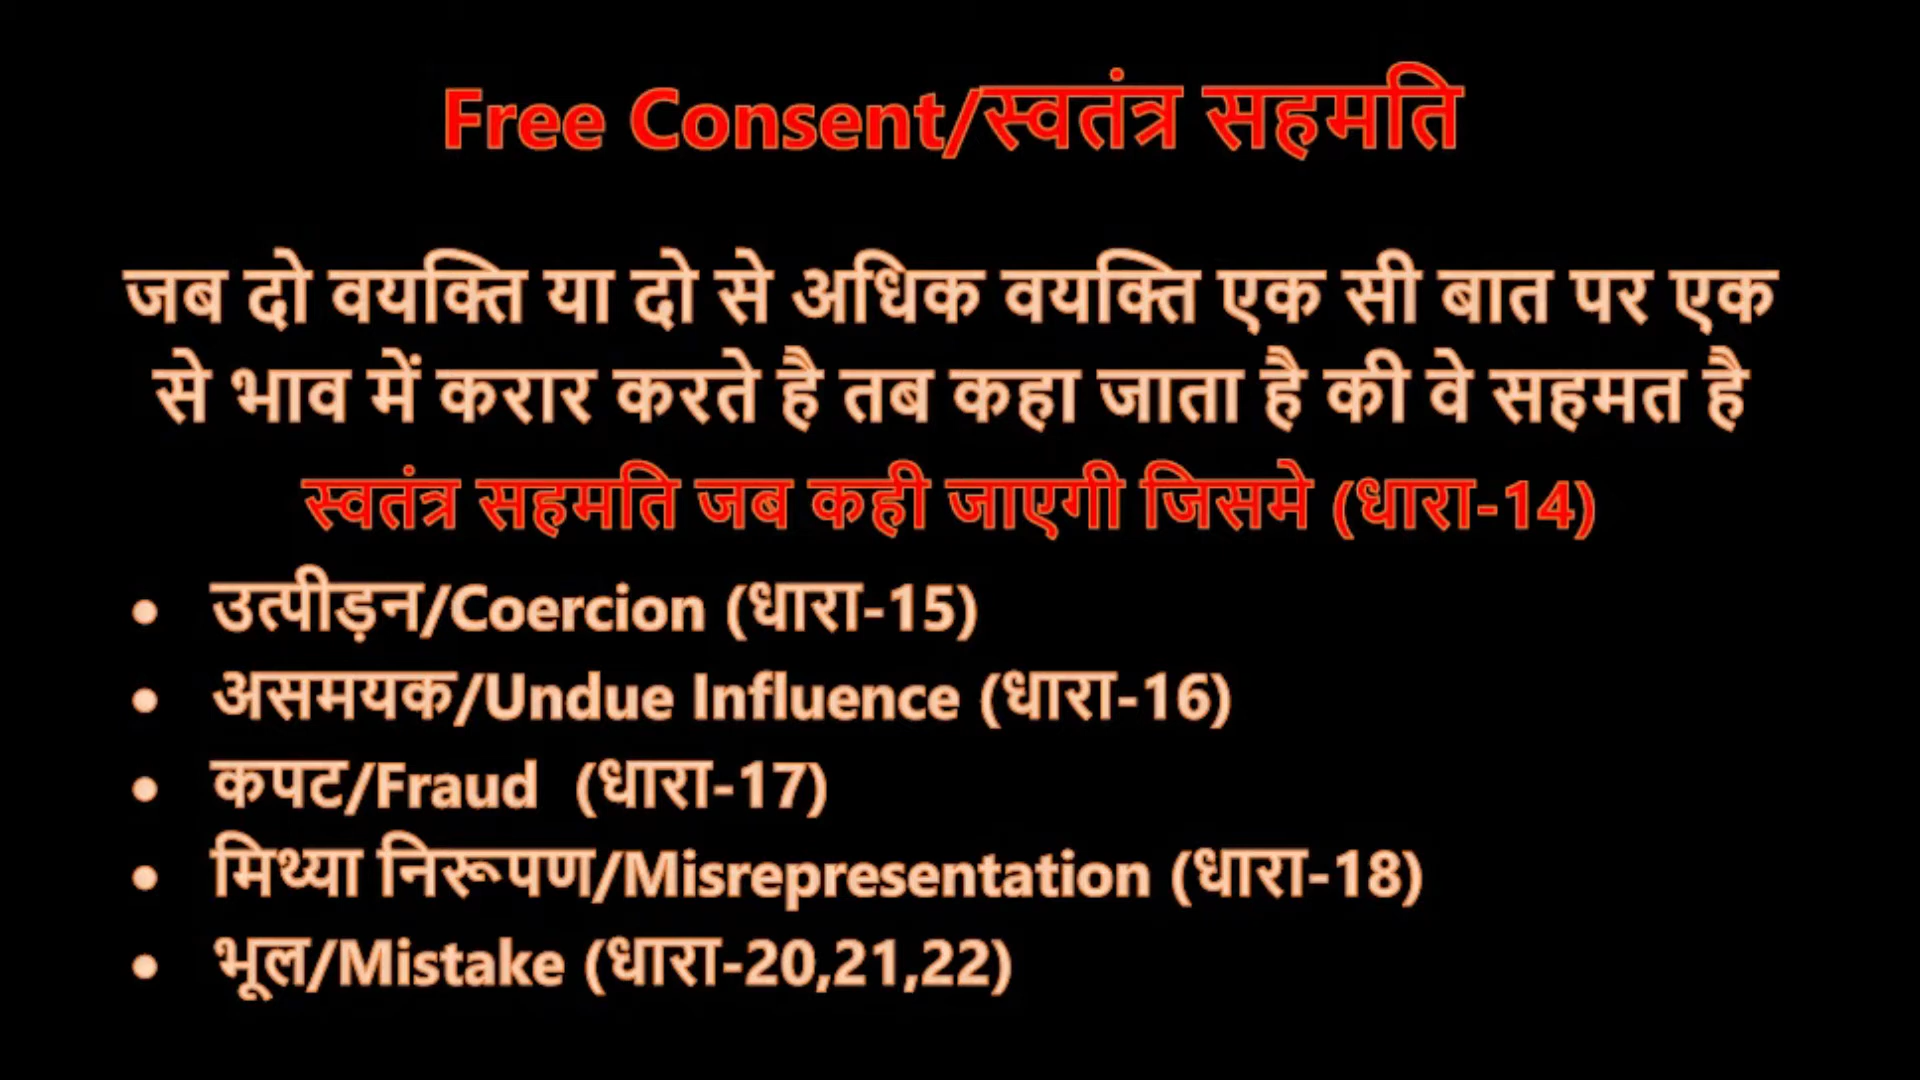 Free Consent/स्वतंत्र सहमति
जब दो वयक्ति या दो से अधिक वयक्ति एक सी बात पर एक
से भाव में करार करते है तब कहा जाता है की वे सहमत है
स्वतंत्र सहमति जब कही जाएगी जिसमे (धारा-14)
• उत्पीड़न/Coercion (धारा-15)
• असमयक/Undue Influence (धारा-16)
• कपट/Fraud (धारा-17)
• मिथ्या निरूपण/Misrepresentation (धारा-18)
• भूल/Mistake (धारा-20,21,22)